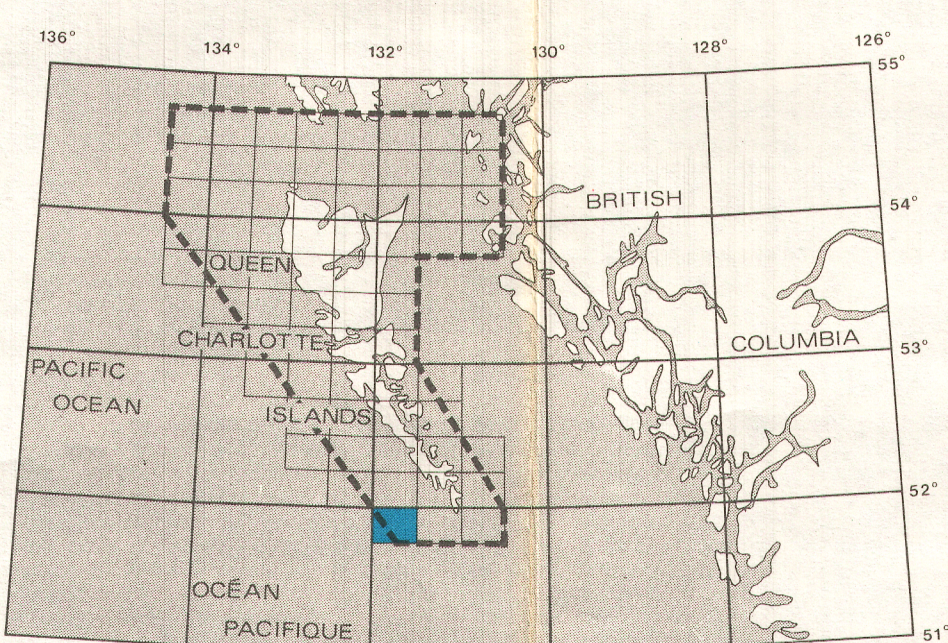 136°
134°
132°
130°
128°
126°
55°
BRITISH
54°
QUEEN
CHARLOTTE
COLUMBIA
53°
PACIFIC
OCEAN
ISLANDS
52°
OCÉAN
PACIFIQUE
51°